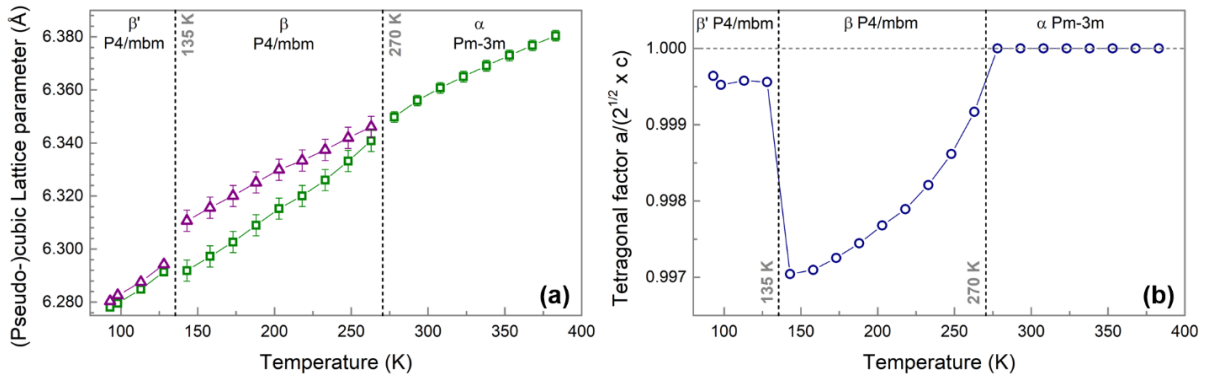 β'
P4/mbm
135 K
β
P4/mbm
270 K
α
Pm-3m
6.380
6.360
6.340
6.320
6.300
6.280
(Pseudo-)cubic Lattice parameter (Å)
(a)
100 150 200 250 300 350 400
Temperature (K)
β' P4/mbm
β P4/mbm
α Pm-3m
1.000
0.999
0.998
0.997
Tetragonal factor a/(2^1/2 x c)
135 K
270 K
(b)
100 150 200 250 300 350 400
Temperature (K)